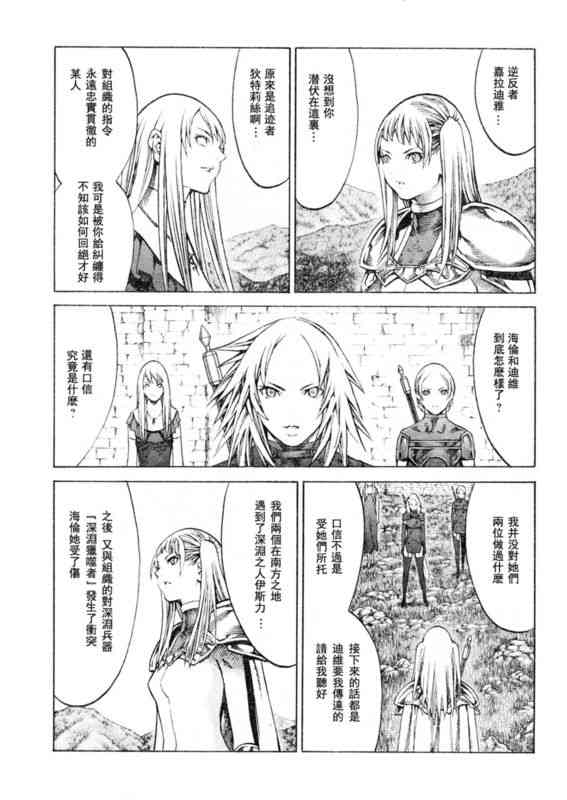 逆反者
嘉拉迪雅…
沒想到你
潛伏在這裏…
原來是追迹者
狄特莉絲啊…
對組織的指令
永遠忠實貫徹的
某人
我可是被你給糾纏得
不知該如何回絕才好
海倫和迪維
到底怎麼樣了？
還有口信
究竟是什麼？
我并没對她們
兩位做過什麽
口信不過是
受她們所托
接下來的話都是
迪維要我傳達的
請給我聽好
我們兩個在南方之地
遇到了深淵之人伊斯力…
之後 又與組織的對深淵兵器
『深淵獵噬者』發生了衝突
海倫她受了傷